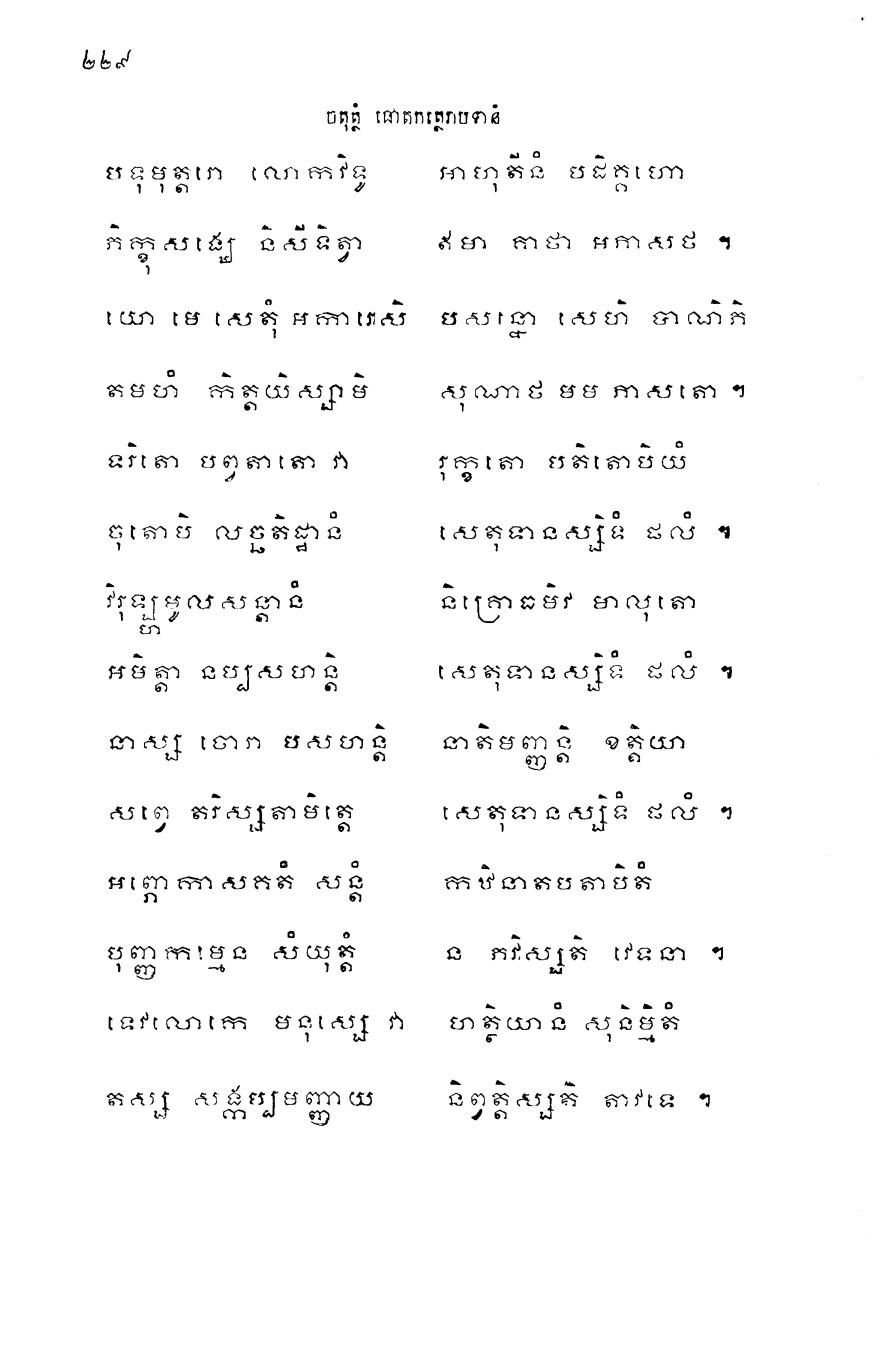 ២២៩
ចតុត្ថំ ធោតកត្ថេរាបទានំ
បទុមុត្តរោ លោកវិទូ អាហុតីនំ បដិគ្គហោ
ភិក្ខុសង្ឃេ និសីទិត្វា ឥមា គាថា អភាសថ ។
យោ មេ សេតុំ អការេសិ បសន្នោ សេហិ បាណិភិ
តមហំ កិត្តយិស្សាមិ សុណាថ មម ភាសតោ ។
ទរិតោ បព្វតាតោ វា រុក្ខតោ បតិតោបិយំ
ចុតោបិ លច្ឆតិដ្ឋានំ សេតុទានស្សិទំ ផលំ ។
វិរុឡ្ហមូលសន្តានំ និគ្រោធមិវ មាលុតោ
អមិត្តា នប្បសហន្តិ សេតុទានស្សិទំ ផលំ ។
នាស្ស ចោរា បសហន្តិ នាតិមញ្ញន្តិ ខត្តិយា
សព្វេ តរិស្សតាមិត្តេ សេតុទានស្សិទំ ផលំ ។
អព្ភោកាសគតំ សន្តំ កឋិនាតបតាបិតំ
បុញ្ញកម្មេន សំយុត្តំ ន ភវិស្សតិ វេទនា ។
ទេវលោកេ មនុស្សេ វា ហត្ថិយានំ សុនិម្មិតំ
តស្ស សង្កប្បមញ្ញាយ និព្វត្តិស្សតិ តាវទេ ។